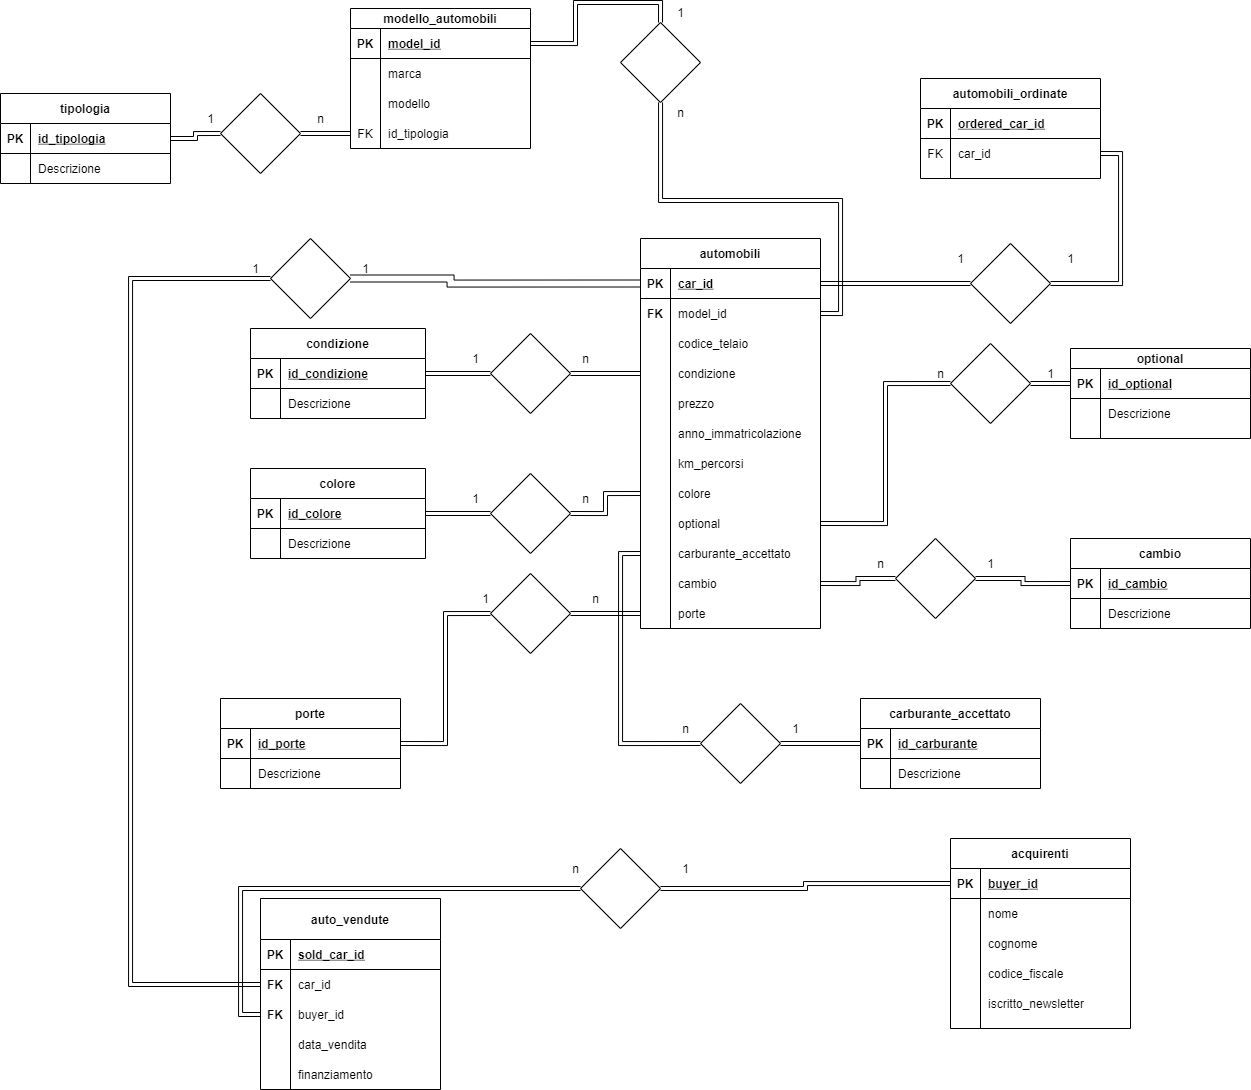 modello_automobili
PK model_id
marca
modello
FK id_tipologia
1
n
tipologia
PK id_tipologia
Descrizione
1
n
automobili_ordinate
PK ordered_car_id
FK car_id
1
1
automobili
PK car_id
FK model_id
codice_telaio
condizione
prezzo
anno_immatricolazione
km_percorsi
colore
optional
carburante_accettato
cambio
porte
1
1
condizione
PK id_condizione
Descrizione
1
n
optional
PK id_optional
Descrizione
n
1
colore
PK id_colore
Descrizione
1
n
cambio
PK id_cambio
Descrizione
n
1
porte
PK id_porte
Descrizione
1
n
carburante_accettato
PK id_carburante
Descrizione
n
1
acquirenti
PK buyer_id
nome
cognome
codice_fiscale
iscritto_newsletter
n
1
auto_vendute
PK sold_car_id
FK car_id
FK buyer_id
data_vendita
finanziamento